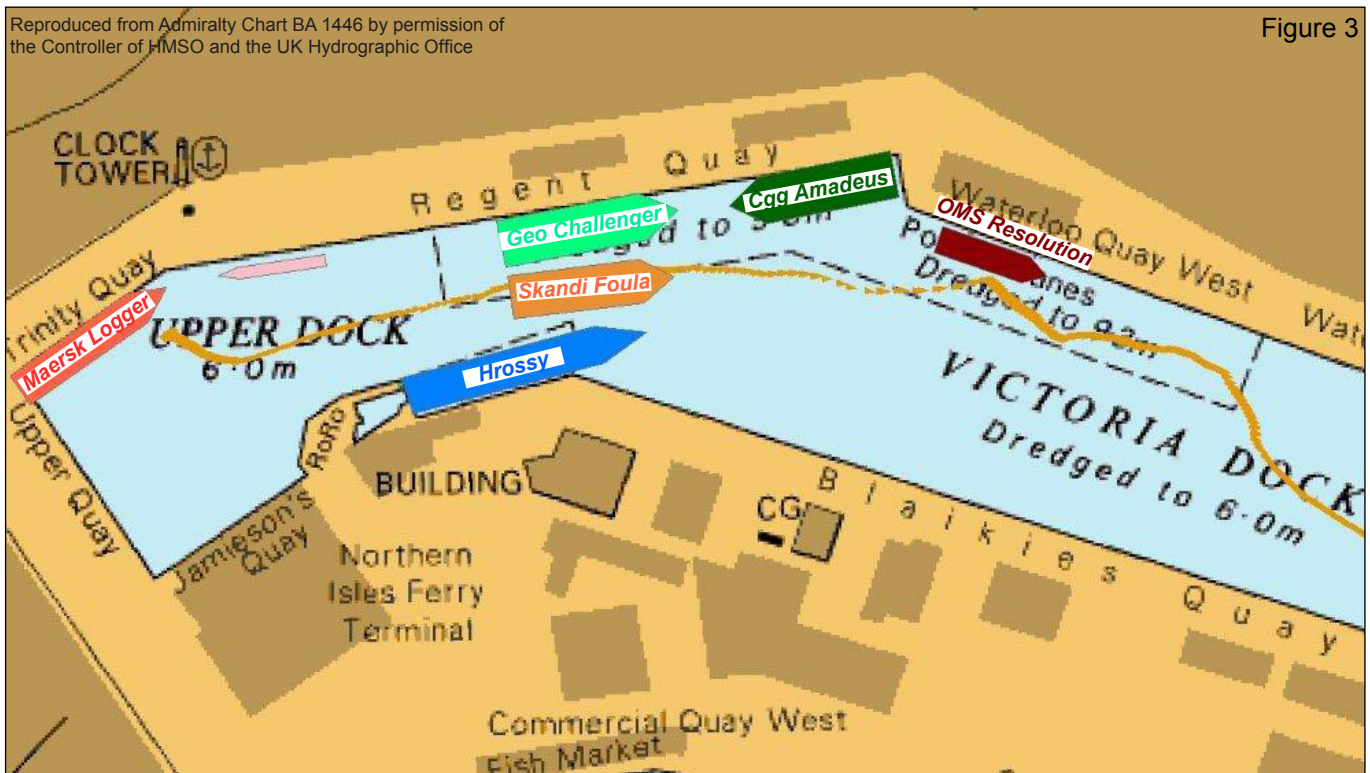 Reproduced from Admiralty Chart BA 1446 by permission of
the Controller of HMSO and the UK Hydrographic Office
Figure 3
CLOCK
TOWER
Regent Quay
Cgg Amadeus
Geo Challenger
to
OMS Resolution
Waterloo Quay West
Dredged to 9.3m
Skandi Foula
Trinity Quay
Maersk Logger
UPPER DOCK
6.0m
Hrossy
VICTORIA DOCK
Dredged to 6.0m
Upper Quay
RoRo
BUILDING
CG
Blaikies Quay
Jamieson's
Quay
Northern
Isles Ferry
Terminal
Commercial Quay West
Fish Market